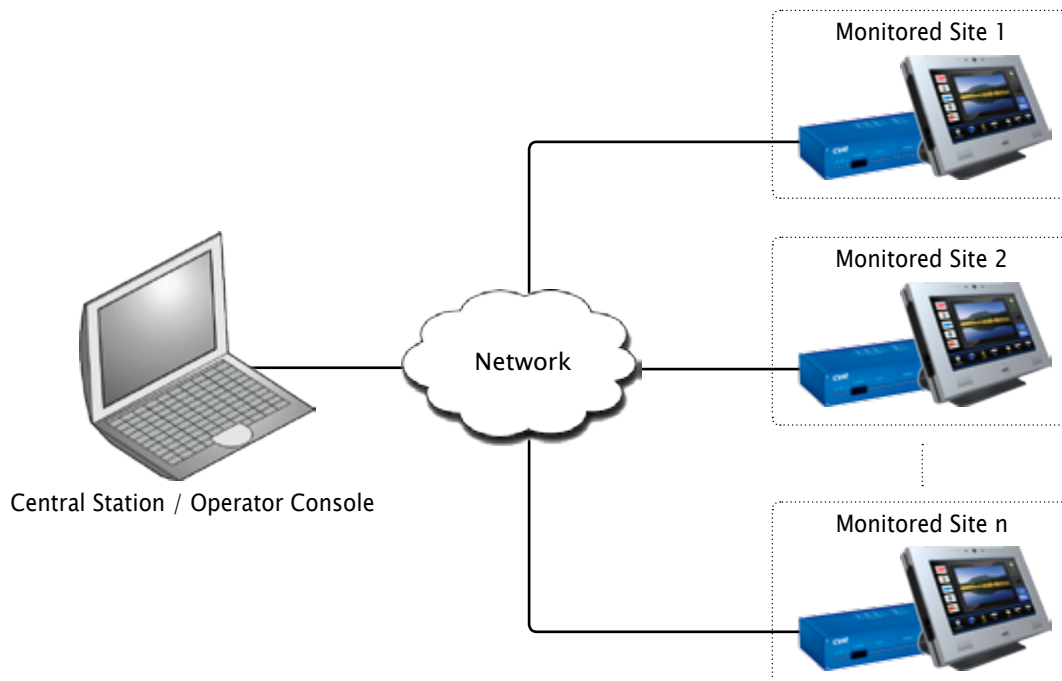 Monitored Site 1
Monitored Site 2
Network
Central Station / Operator Console
Monitored Site n